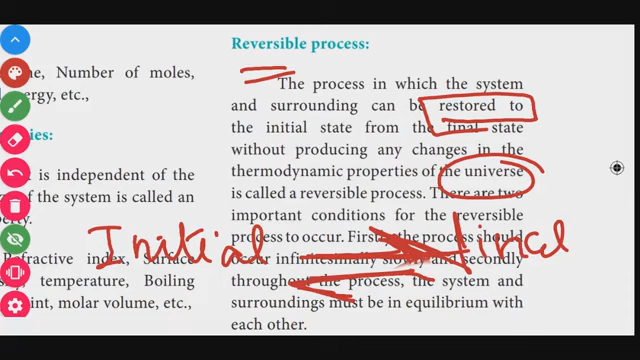 ne, Number of moles,
ergy, etc.,
ies:
is independent of the
of the system is called an
perty.
Refractive index, Surface
temperature, Boiling
int, molar volume, etc.,
Reversible process:
The process in which the system
and surrounding can be restored to
the initial state from the final state
without producing any changes in the
thermodynamic properties of the universe
is called a reversible process. There are two
important conditions for the reversible
process to occur. Firstly, the process should
occur infinitesimally slowly and secondly
throughout the process, the system and
surroundings must be in equilibrium with
each other.
Initial final